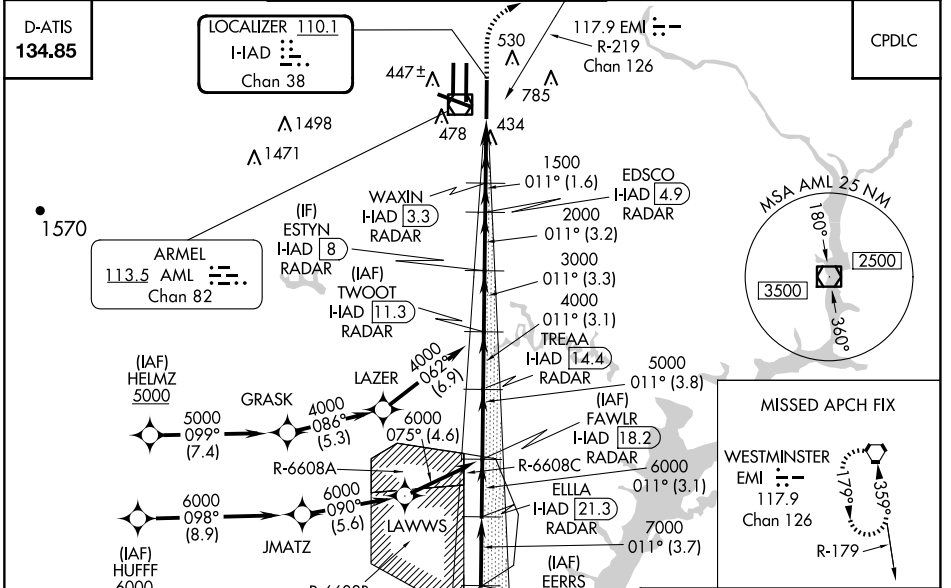 D-ATIS
134.85
LOCALIZER 110.1
I-IAD
Chan 38
117.9 EMI
R-219
Chan 126
CPDLC
530
447±
785
478
434
1498
1471
1570
ARMEL
113.5 AML
Chan 82
1500
011° (1.6)
WAXIN
I-IAD 3.3
RADAR
EDSCO
I-IAD 4.9
RADAR
2000
011° (3.2)
(IF)
ESTYN
I-IAD 8
RADAR
3000
011° (3.3)
(IAF)
TWOOT
I-IAD 11.3
RADAR
4000
011° (3.1)
TREAA
I-IAD 14.4
RADAR
5000
011° (3.8)
MSA AML 25 NM
180°
2500
3500
360°
(IAF)
HELMZ
5000
5000
099°
(7.4)
GRASK
4000
086°
(5.3)
LAZER
4000
062°
(6.9)
(IAF)
FAWLR
I-IAD 18.2
RADAR
6000
075° (4.6)
R-6608A
R-6608C
6000
011° (3.1)
ELLLA
I-IAD 21.3
RADAR
6000
098°
(8.9)
JMATZ
6000
090°
(5.6)
LAWWS
7000
011° (3.7)
(IAF)
HUFFF
6000
R-6608B
(IAF)
EERRS
MISSED APCH FIX
WESTMINSTER
EMI
117.9
Chan 126
179°
359°
R-179